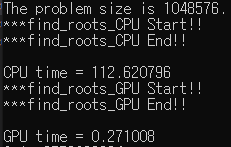 The problem size is 1048576.
***find_roots_CPU Start!!
***find_roots_CPU End!!
CPU time = 112.620796
***find_roots_GPU Start!!
***find_roots_GPU End!!
GPU time = 0.271008